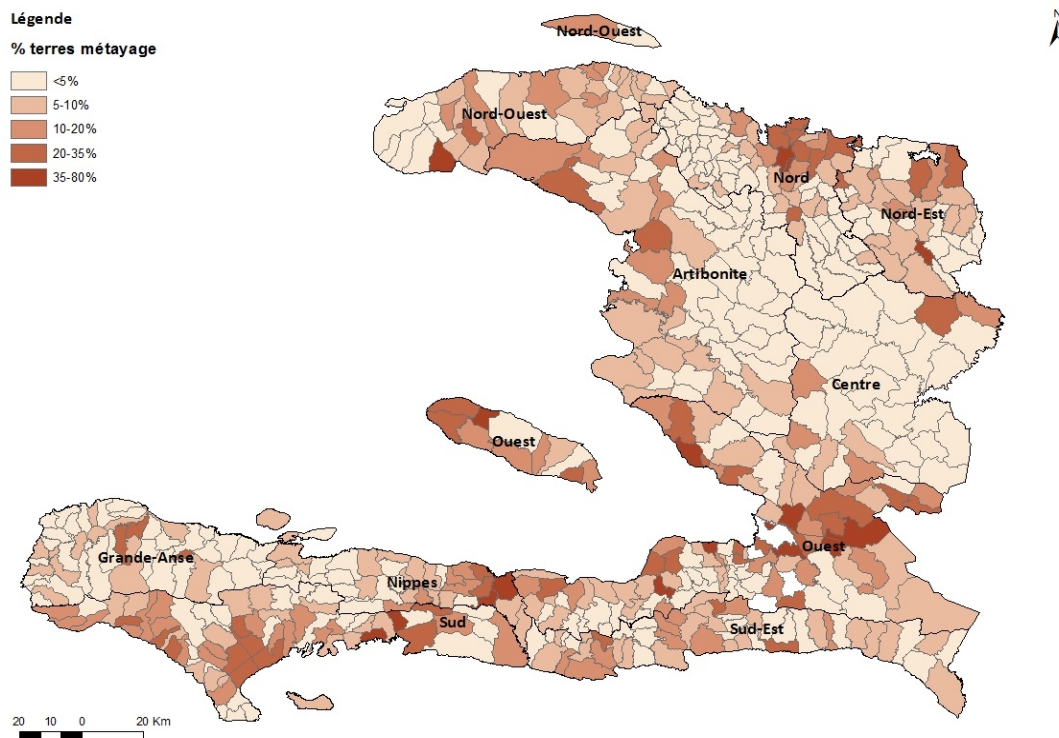 Légende
% terres métayage
<5%
5-10%
10-20%
20-35%
35-80%
N
Nord-Ouest
Nord-Ouest
Nord
Nord-Est
Artibonite
Centre
Ouest
Ouest
Grande-Anse
Nippes
Sud
Sud-Est
20 10 0 20 Km